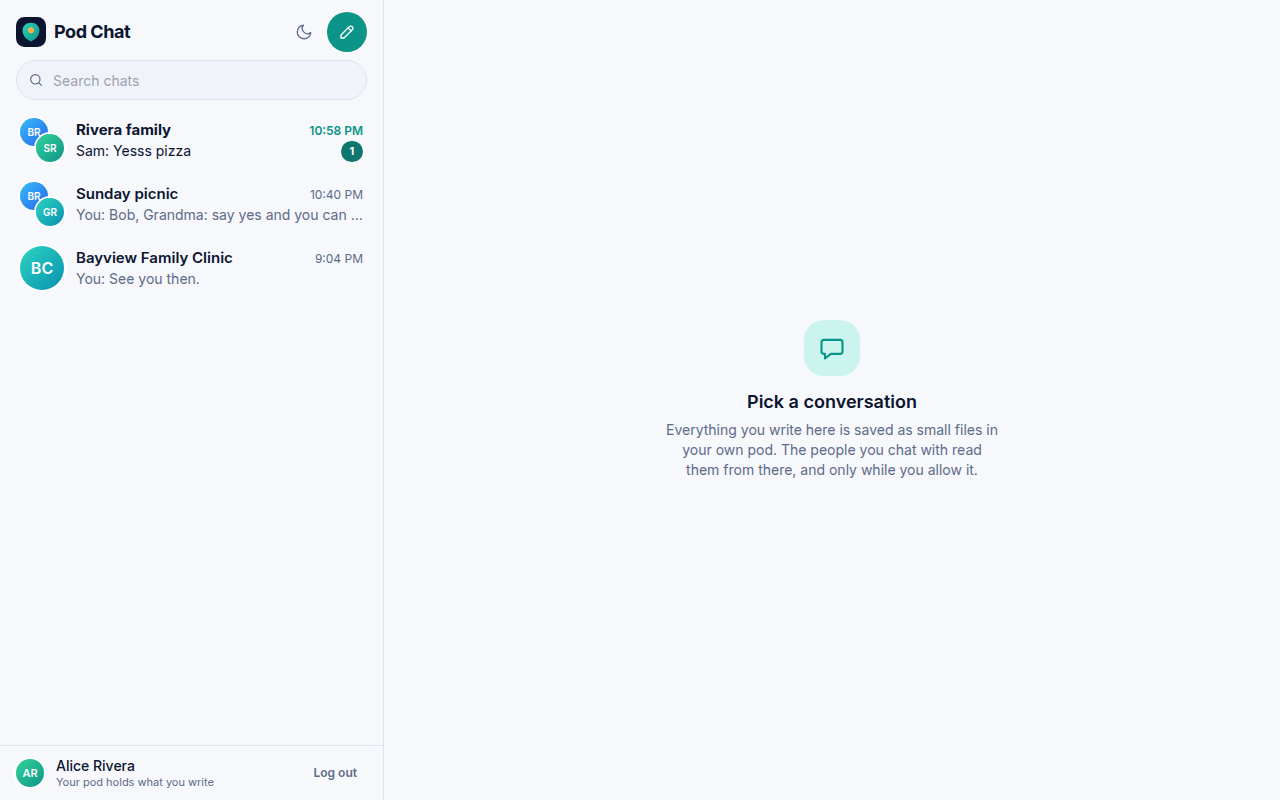 Pod Chat
Search chats
BR
SR
Rivera family
10:58 PM
Sam: Yesss pizza
1
BR
GR
Sunday picnic
10:40 PM
You: Bob, Grandma: say yes and you can ...
BC
Bayview Family Clinic
9:04 PM
You: See you then.
Pick a conversation
Everything you write here is saved as small files in
your own pod. The people you chat with read
them from there, and only while you allow it.
AR
Alice Rivera
Your pod holds what you write
Log out